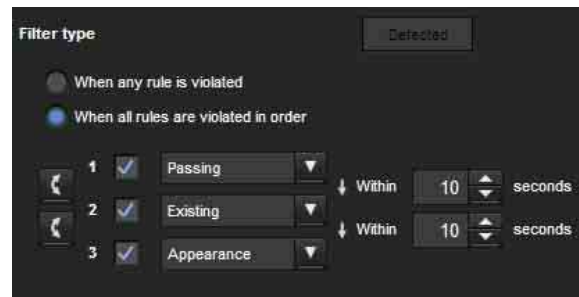 Filter type
Detected
When any rule is violated
When all rules are violated in order
1 Passing
Within 10 seconds
2 Existing
Within 10 seconds
3 Appearance